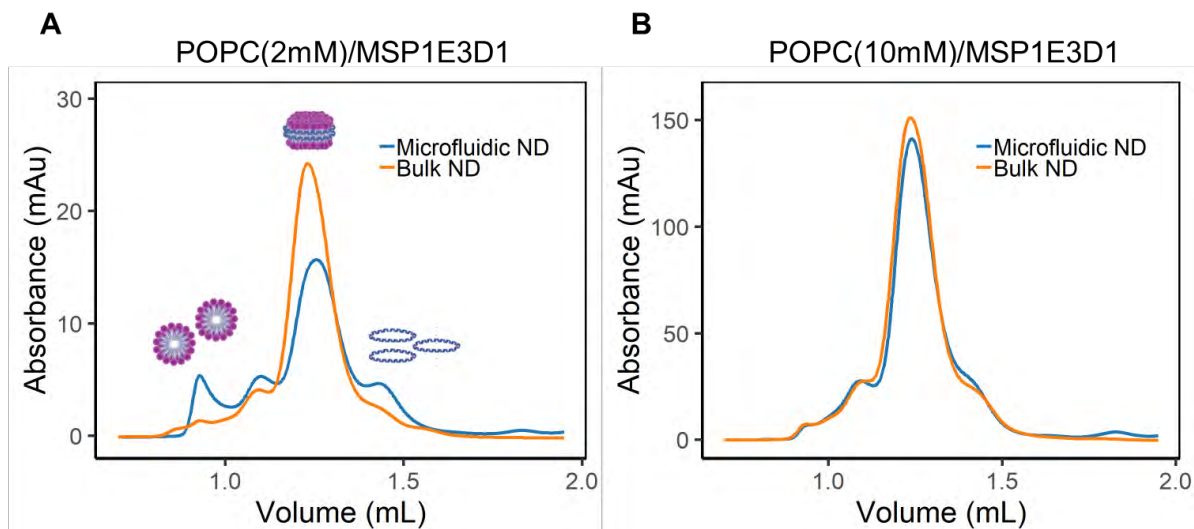 A
POPC(2mM)/MSP1E3D1
30
20
10
0
Absorbance (mAu)
Microfluidic ND
Bulk ND
1.0
1.5
2.0
Volume (mL)
B
POPC(10mM)/MSP1E3D1
150
100
50
0
Absorbance (mAu)
Microfluidic ND
Bulk ND
1.0
1.5
2.0
Volume (mL)